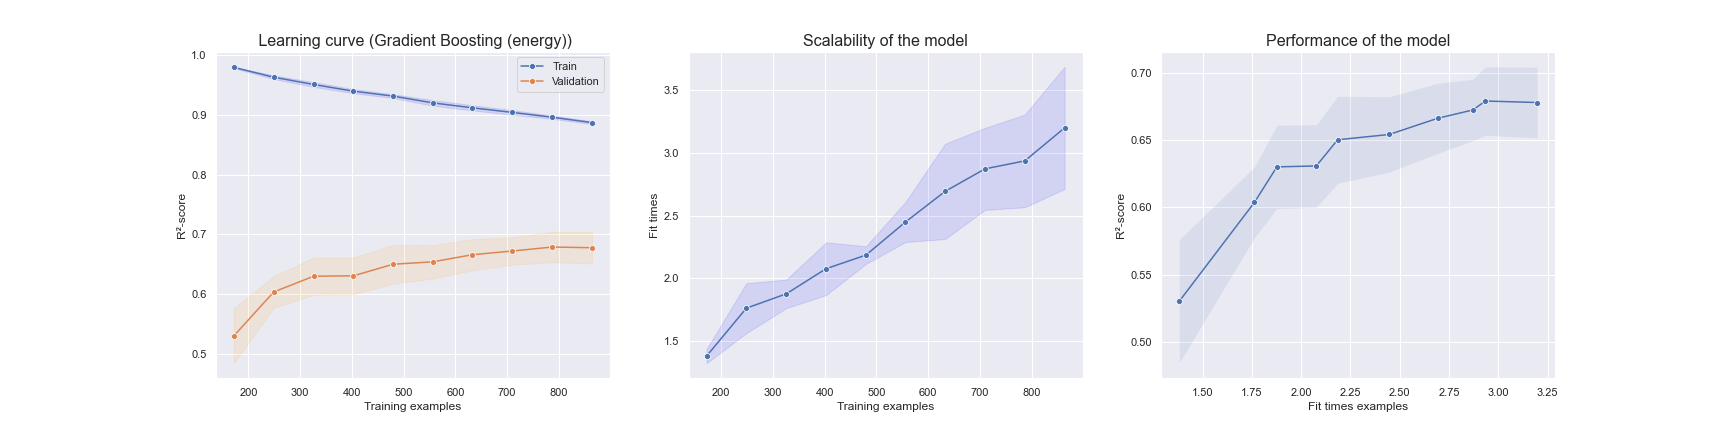 Learning curve (Gradient Boosting (energy))
1.0
0.9
0.8
0.7
0.6
0.5
R²-score
Train
Validation
200 300 400 500 600 700 800
Training examples
Scalability of the model
3.5
3.0
2.5
2.0
1.5
Fit times
200 300 400 500 600 700 800
Training examples
Performance of the model
0.70
0.65
0.60
0.55
0.50
R²-score
1.50 1.75 2.00 2.25 2.50 2.75 3.00 3.25
Fit times examples